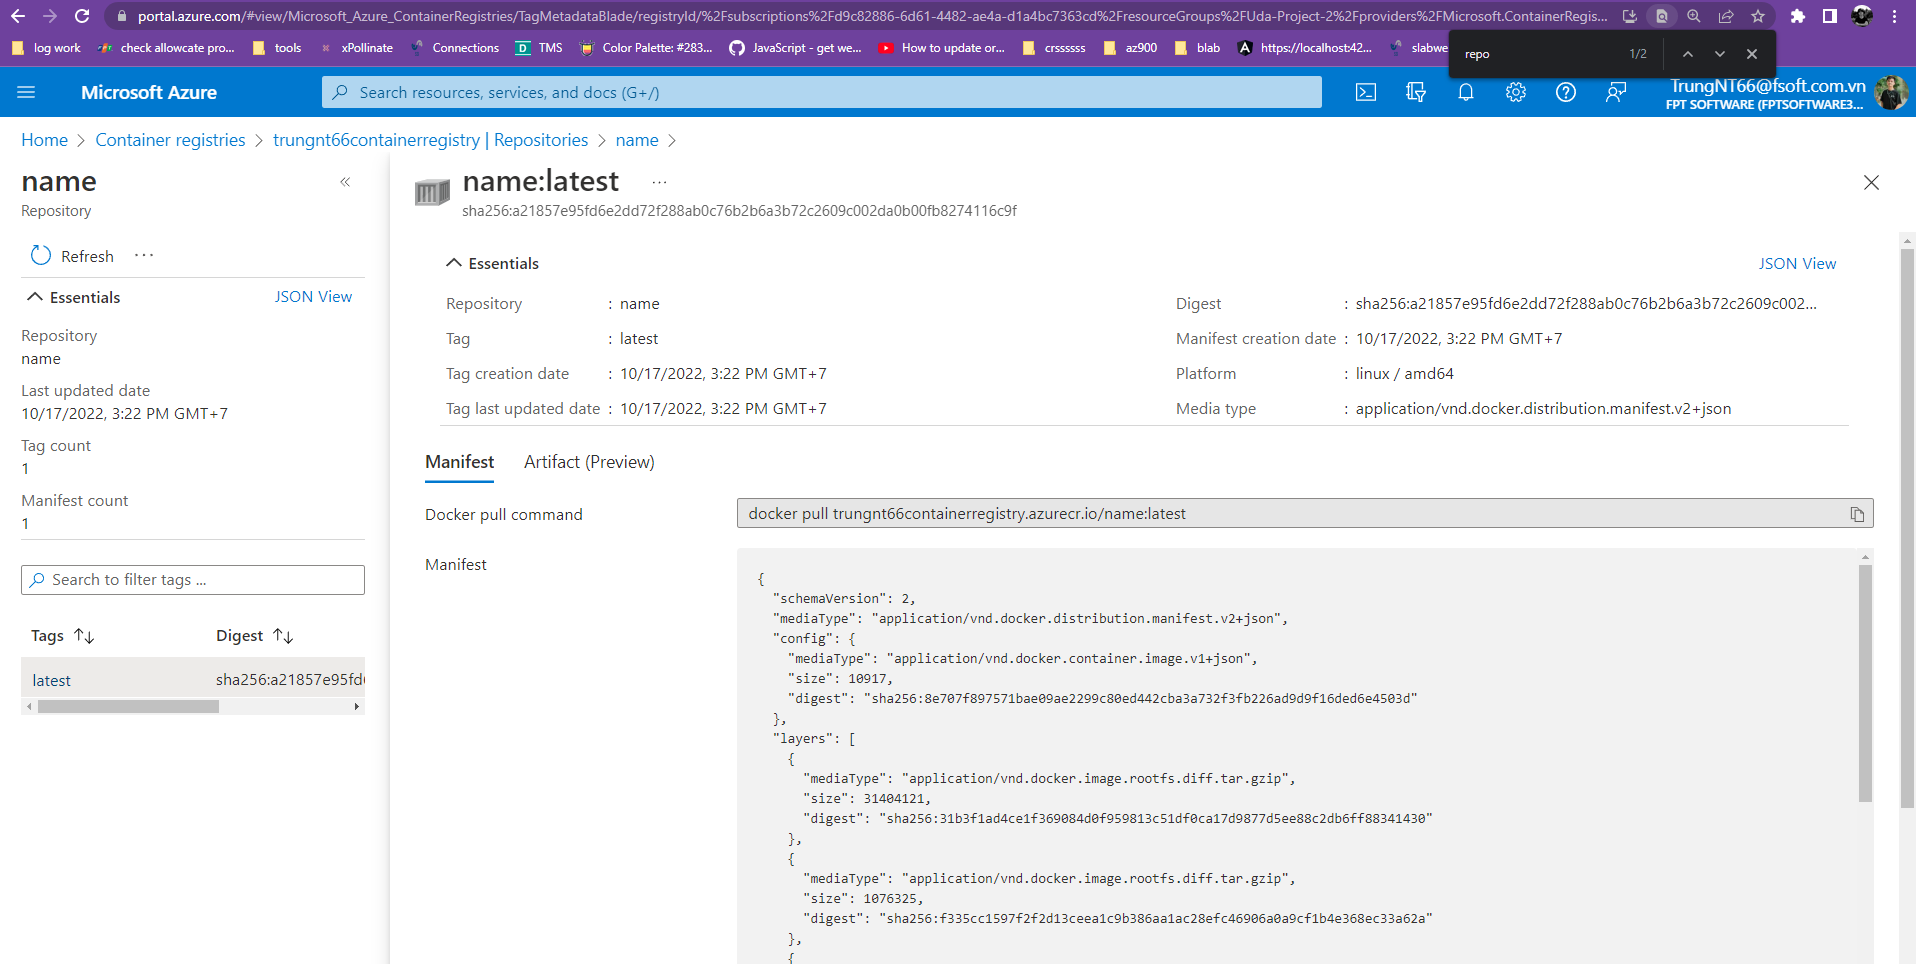 portal.azure.com/#view/Microsoft_Azure_ContainerRegistries/TagMetadataBlade/registryId/%2Fsubscriptions%2Fd9c82886-6d61-4482-ae4a-d1a4bc7363cd%2FresourceGroups%2FUda-Project-2%2Fproviders%2FMicrosoft.ContainerRegis...
log work
check allowcate pro...
tools
xPollinate
Connections
TMS
Color Palette: #283...
JavaScript - get we...
How to update or...
crssssss
az900
blab
https://localhost:42...
slabwe
repo 1/2
Microsoft Azure
Search resources, services, and docs (G+/)
TrungNT66@fsoft.com.vn
FPT SOFTWARE (FPTSOFTWARE3...
Home > Container registries > trungnt66containerregistry | Repositories > name >
name
Repository
Refresh ...
Essentials JSON View
Repository
name
Last updated date
10/17/2022, 3:22 PM GMT+7
Tag count
1
Manifest count
1
Search to filter tags ...
Tags Digest
latest sha256:a21857e95fd
name:latest ...
sha256:a21857e95fd6e2dd72f288ab0c76b2b6a3b72c2609c002da0b00fb8274116c9f
Essentials JSON View
Repository : name
Tag : latest
Tag creation date : 10/17/2022, 3:22 PM GMT+7
Tag last updated date : 10/17/2022, 3:22 PM GMT+7
Digest : sha256:a21857e95fd6e2dd72f288ab0c76b2b6a3b72c2609c002...
Manifest creation date : 10/17/2022, 3:22 PM GMT+7
Platform : linux / amd64
Media type : application/vnd.docker.distribution.manifest.v2+json
Manifest Artifact (Preview)
Docker pull command docker pull trungnt66containerregistry.azurecr.io/name:latest
Manifest
{
"schemaVersion": 2,
"mediaType": "application/vnd.docker.distribution.manifest.v2+json",
"config": {
"mediaType": "application/vnd.docker.container.image.v1+json",
"size": 10917,
"digest": "sha256:8e707f897571bae09ae2299c80ed442cba3a732f3fb226ad9d9f16ded6e4503d"
},
"layers": [
{
"mediaType": "application/vnd.docker.image.rootfs.diff.tar.gzip",
"size": 31404121,
"digest": "sha256:31b3f1ad4ce1f369084d0f959813c51df0ca17d9877d5ee88c2db6ff88341430"
},
{
"mediaType": "application/vnd.docker.image.rootfs.diff.tar.gzip",
"size": 1076325,
"digest": "sha256:f335cc1597f2f2d13ceea1c9b386aa1ac28efc46906a0a9cf1b4e368ec33a62a"
},
{